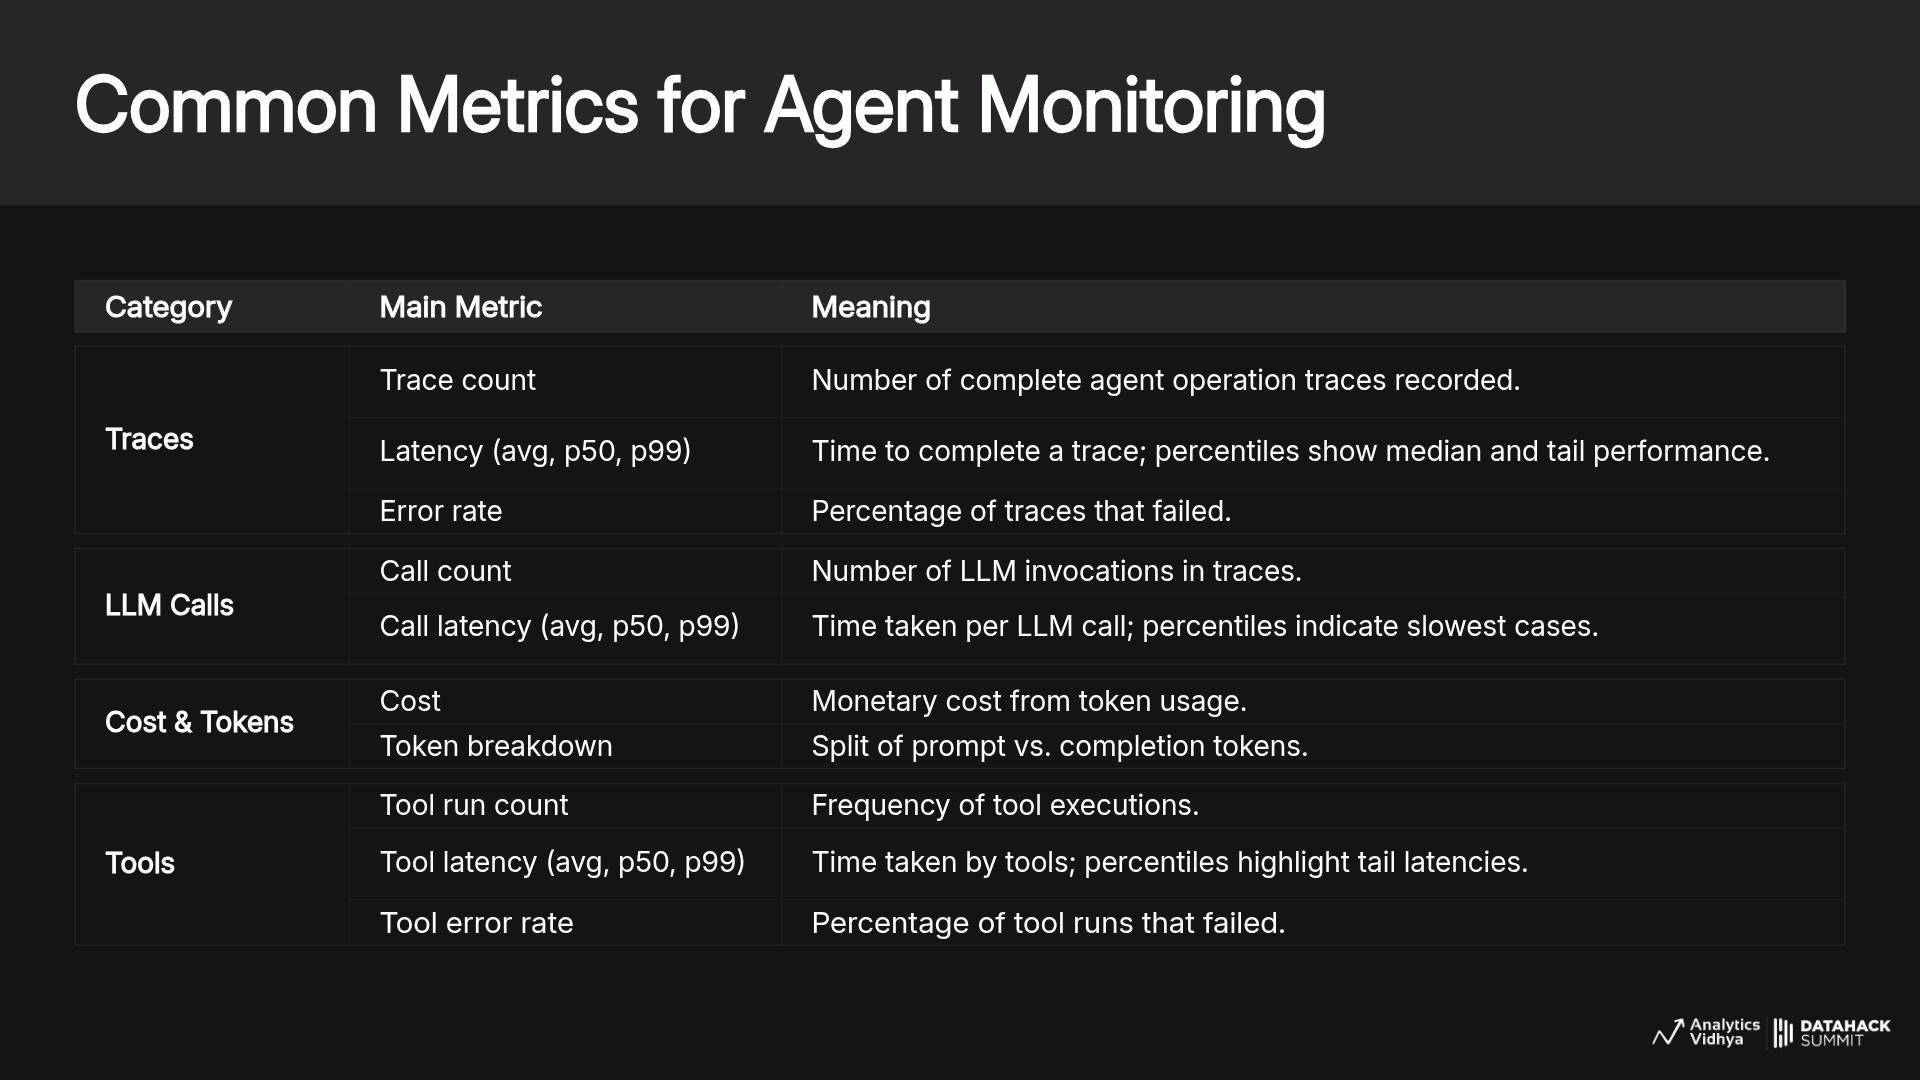 Common Metrics for Agent Monitoring
Category Main Metric Meaning
Traces
Trace count Number of complete agent operation traces recorded.
Latency (avg, p50, p99) Time to complete a trace; percentiles show median and tail performance.
Error rate Percentage of traces that failed.
LLM Calls
Call count Number of LLM invocations in traces.
Call latency (avg, p50, p99) Time taken per LLM call; percentiles indicate slowest cases.
Cost & Tokens
Cost Monetary cost from token usage.
Token breakdown Split of prompt vs. completion tokens.
Tools
Tool run count Frequency of tool executions.
Tool latency (avg, p50, p99) Time taken by tools; percentiles highlight tail latencies.
Tool error rate Percentage of tool runs that failed.
Analytics
Vidhya
DATAHACK
SUMMIT